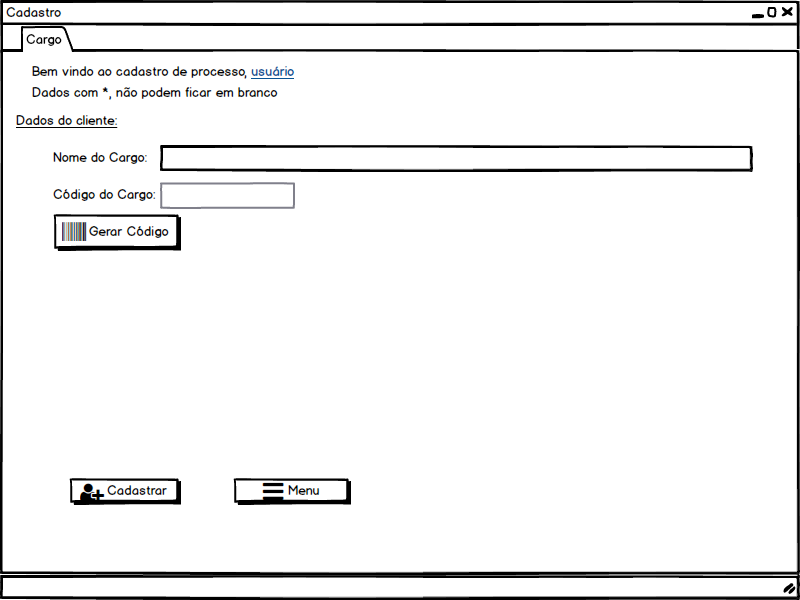 Cadastro
Cargo
Bem vindo ao cadastro de processo, usuário
Dados com *, não podem ficar em branco
Dados do cliente:
Nome do Cargo:
Código do Cargo:
Gerar Código
Cadastrar
Menu